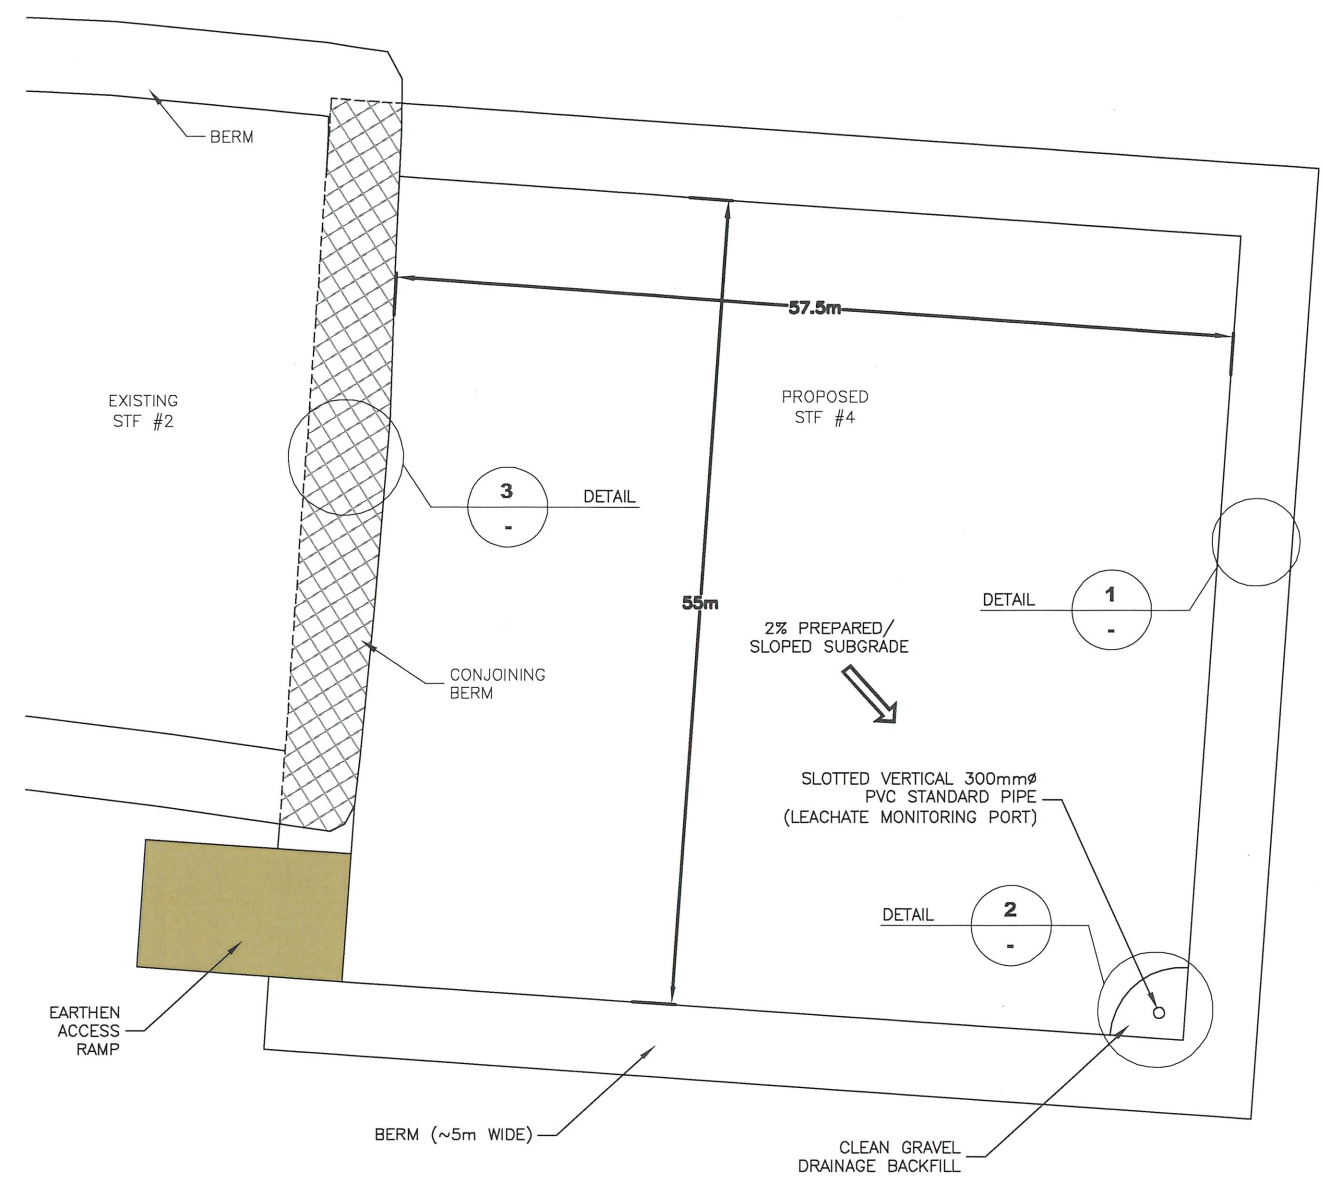 BERM
57.5m
EXISTING
STF #2
PROPOSED
STF #4
3
-
DETAIL
DETAIL
1
-
55m
2% PREPARED/
SLOPED SUBGRADE
CONJOINING
BERM
SLOTTED VERTICAL 300mmø
PVC STANDARD PIPE
(LEACHATE MONITORING PORT)
DETAIL
2
-
EARTHEN
ACCESS
RAMP
BERM (~5m WIDE)
CLEAN GRAVEL
DRAINAGE BACKFILL